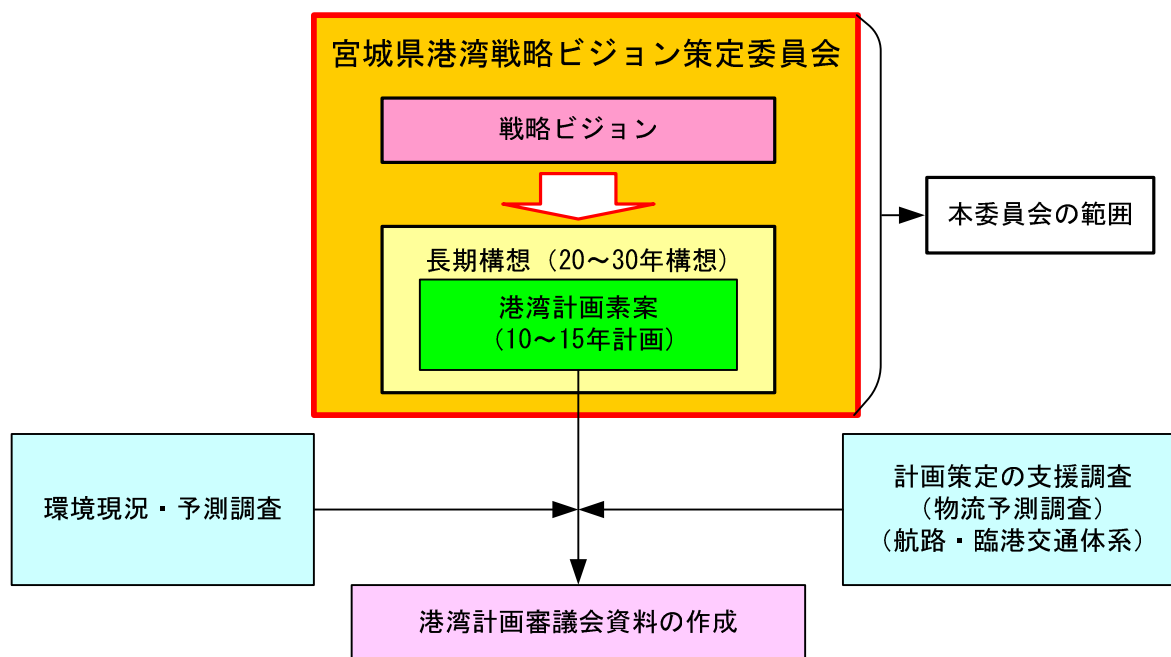 宮城県港湾戦略ビジョン策定委員会
戦略ビジョン
本委員会の範囲
長期構想（20～30年構想）
港湾計画素案
（10～15年計画）
環境現況・予測調査
計画策定の支援調査
（物流予測調査）
（航路・臨港交通体系）
港湾計画審議会資料の作成